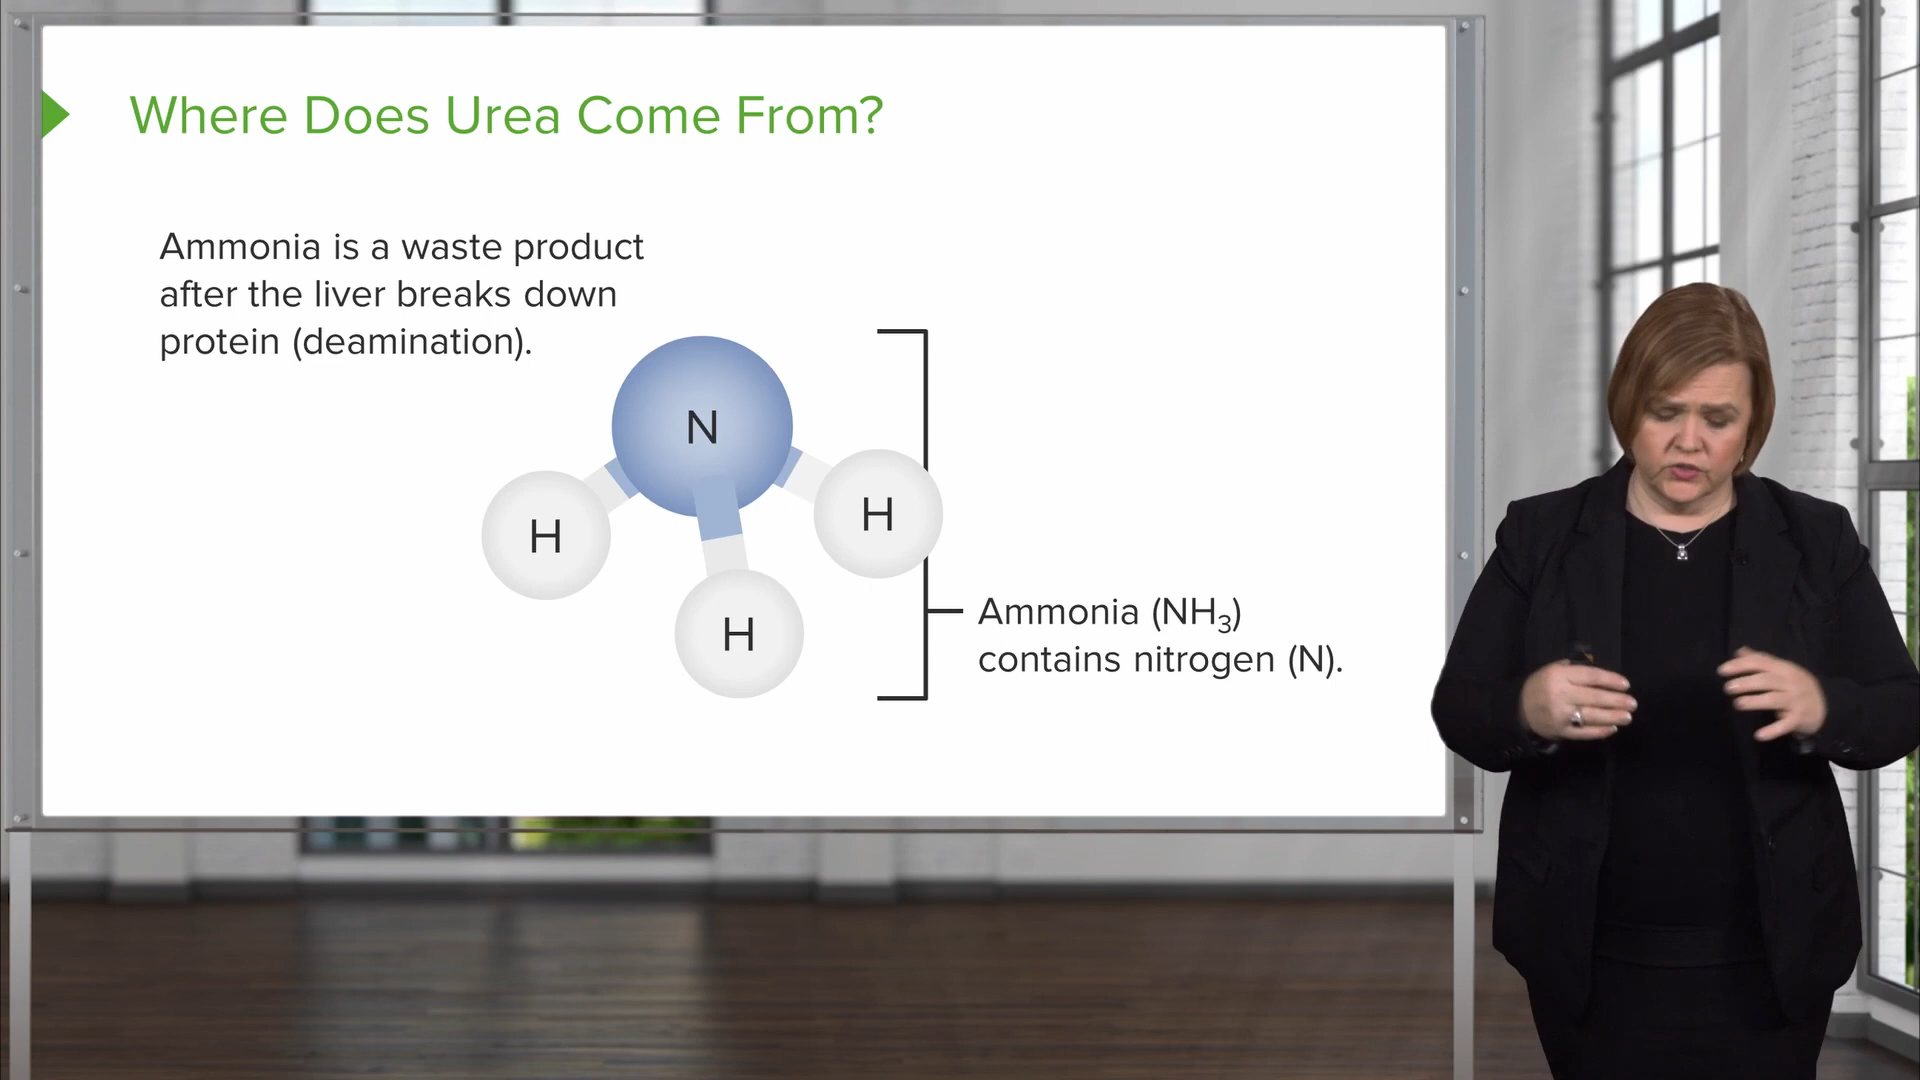 Where Does Urea Come From?
Ammonia is a waste product
after the liver breaks down
protein (deamination).
N
H
H
H
Ammonia (NH₃)
contains nitrogen (N).